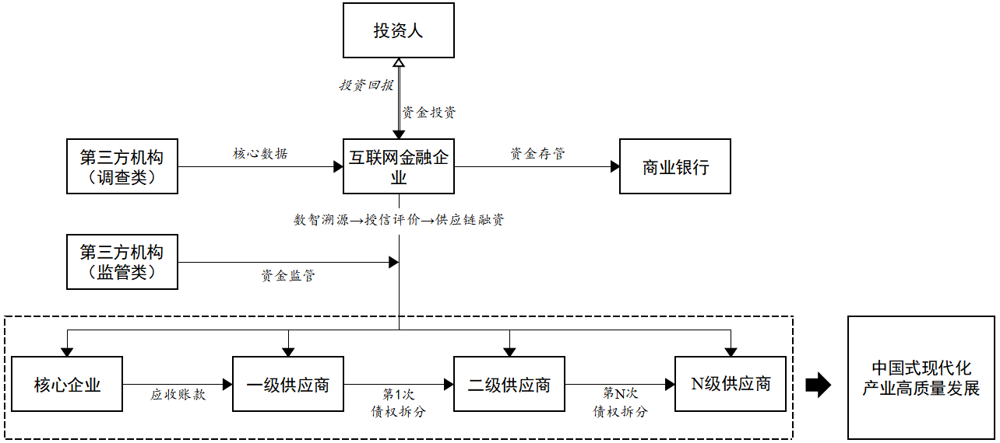 投资人
投资回报
资金投资
第三方机构
（调查类）
核心数据
互联网金融企
业
资金存管
商业银行
数智溯源→授信评价→供应链融资
第三方机构
（监管类）
资金监管
核心企业
应收账款
一级供应商
第1次
债权拆分
二级供应商
第N次
债权拆分
N级供应商
中国式现代化
产业高质量发展